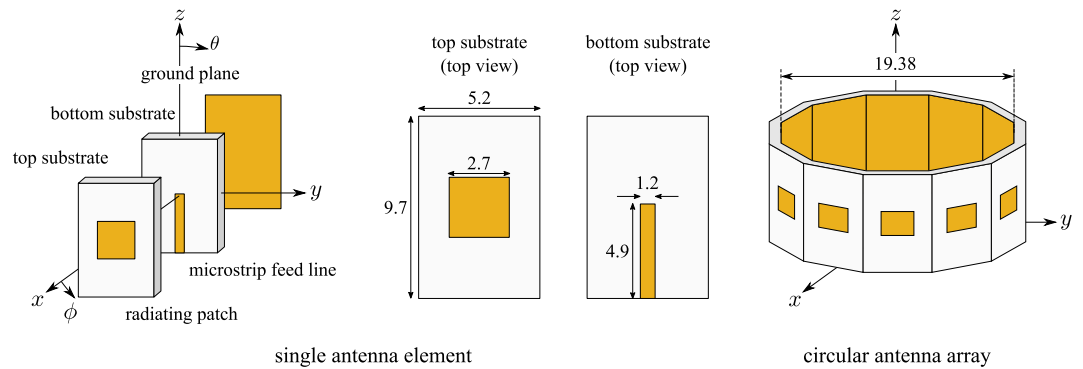 z
θ
ground plane
bottom substrate
top substrate
y
microstrip feed line
x
ϕ
radiating patch
single antenna element
top substrate
(top view)
5.2
2.7
9.7
bottom substrate
(top view)
1.2
4.9
z
19.38
y
x
circular antenna array